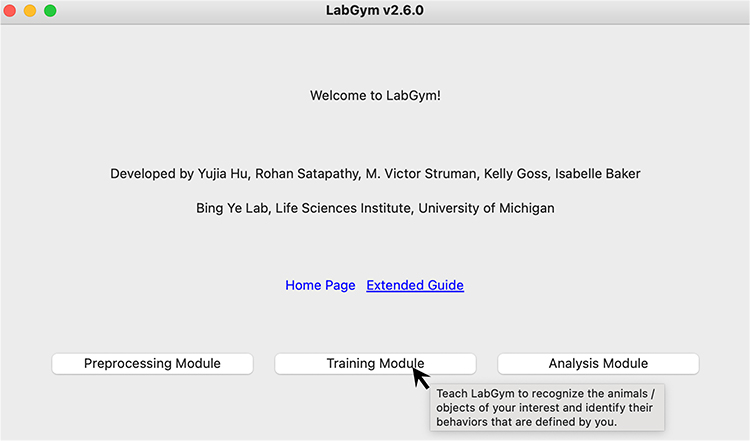 LabGym v2.6.0
Welcome to LabGym!
Developed by Yujia Hu, Rohan Satapathy, M. Victor Struman, Kelly Goss, Isabelle Baker
Bing Ye Lab, Life Sciences Institute, University of Michigan
Home Page Extended Guide
Preprocessing Module Training Module Analysis Module
Teach LabGym to recognize the animals /
objects of your interest and identify their
behaviors that are defined by you.